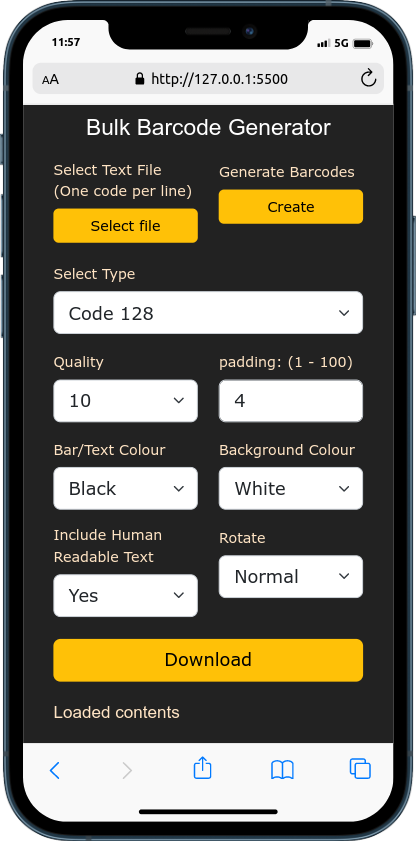 11:57
5G
AA
http://127.0.0.1:5500
Bulk Barcode Generator
Select Text File
(One code per line)
Select file
Generate Barcodes
Create
Select Type
Code 128
Quality
10
padding: (1 - 100)
4
Bar/Text Colour
Black
Background Colour
White
Include Human
Readable Text
Yes
Rotate
Normal
Download
Loaded contents